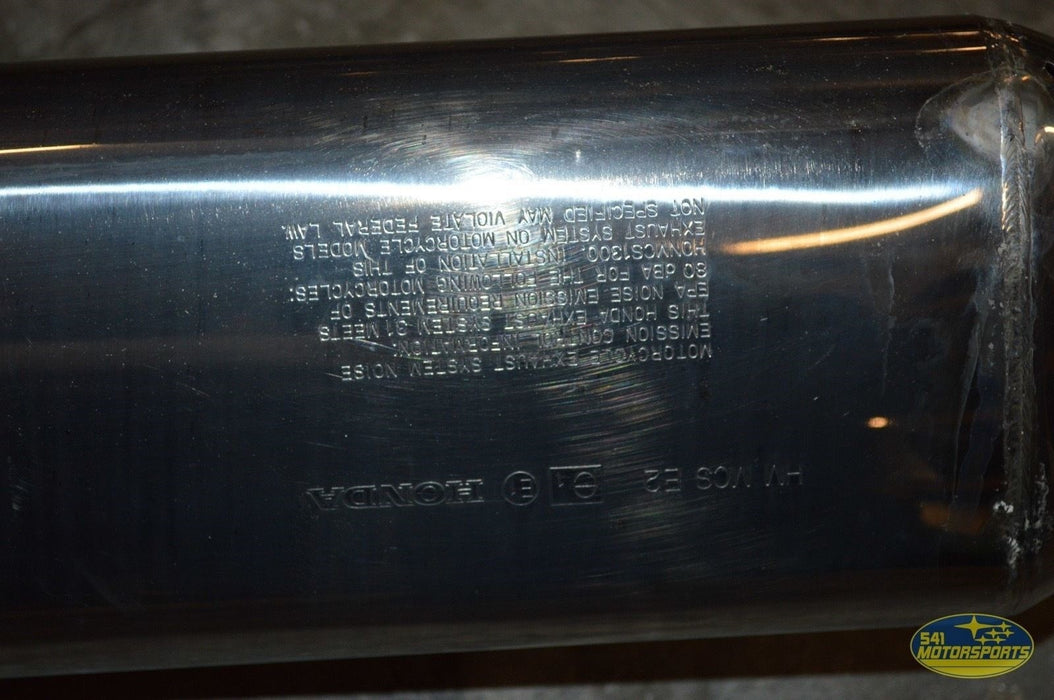 MOTORCYCLE EXHAUST SYSTEM NOISE
EMISSION CONTROL INFORMATION
THIS HONDA EXHAUST SYSTEM 31 MEETS
EPA NOISE EMISSION REQUIREMENTS OF
80 dBA FOR THE FOLLOWING MOTORCYCLES:
HONVCS1300 INSTALLATION OF THIS
EXHAUST SYSTEM ON MOTORCYCLE MODELS
NOT SPECIFIED MAY VIOLATE FEDERAL LAW.
HM MCS E2 HONDA
541
MOTORSPORTS